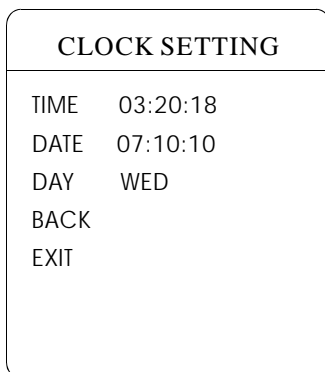 CLOCK SETTING
TIME 03:20:18
DATE 07:10:10
DAY WED
BACK
EXIT